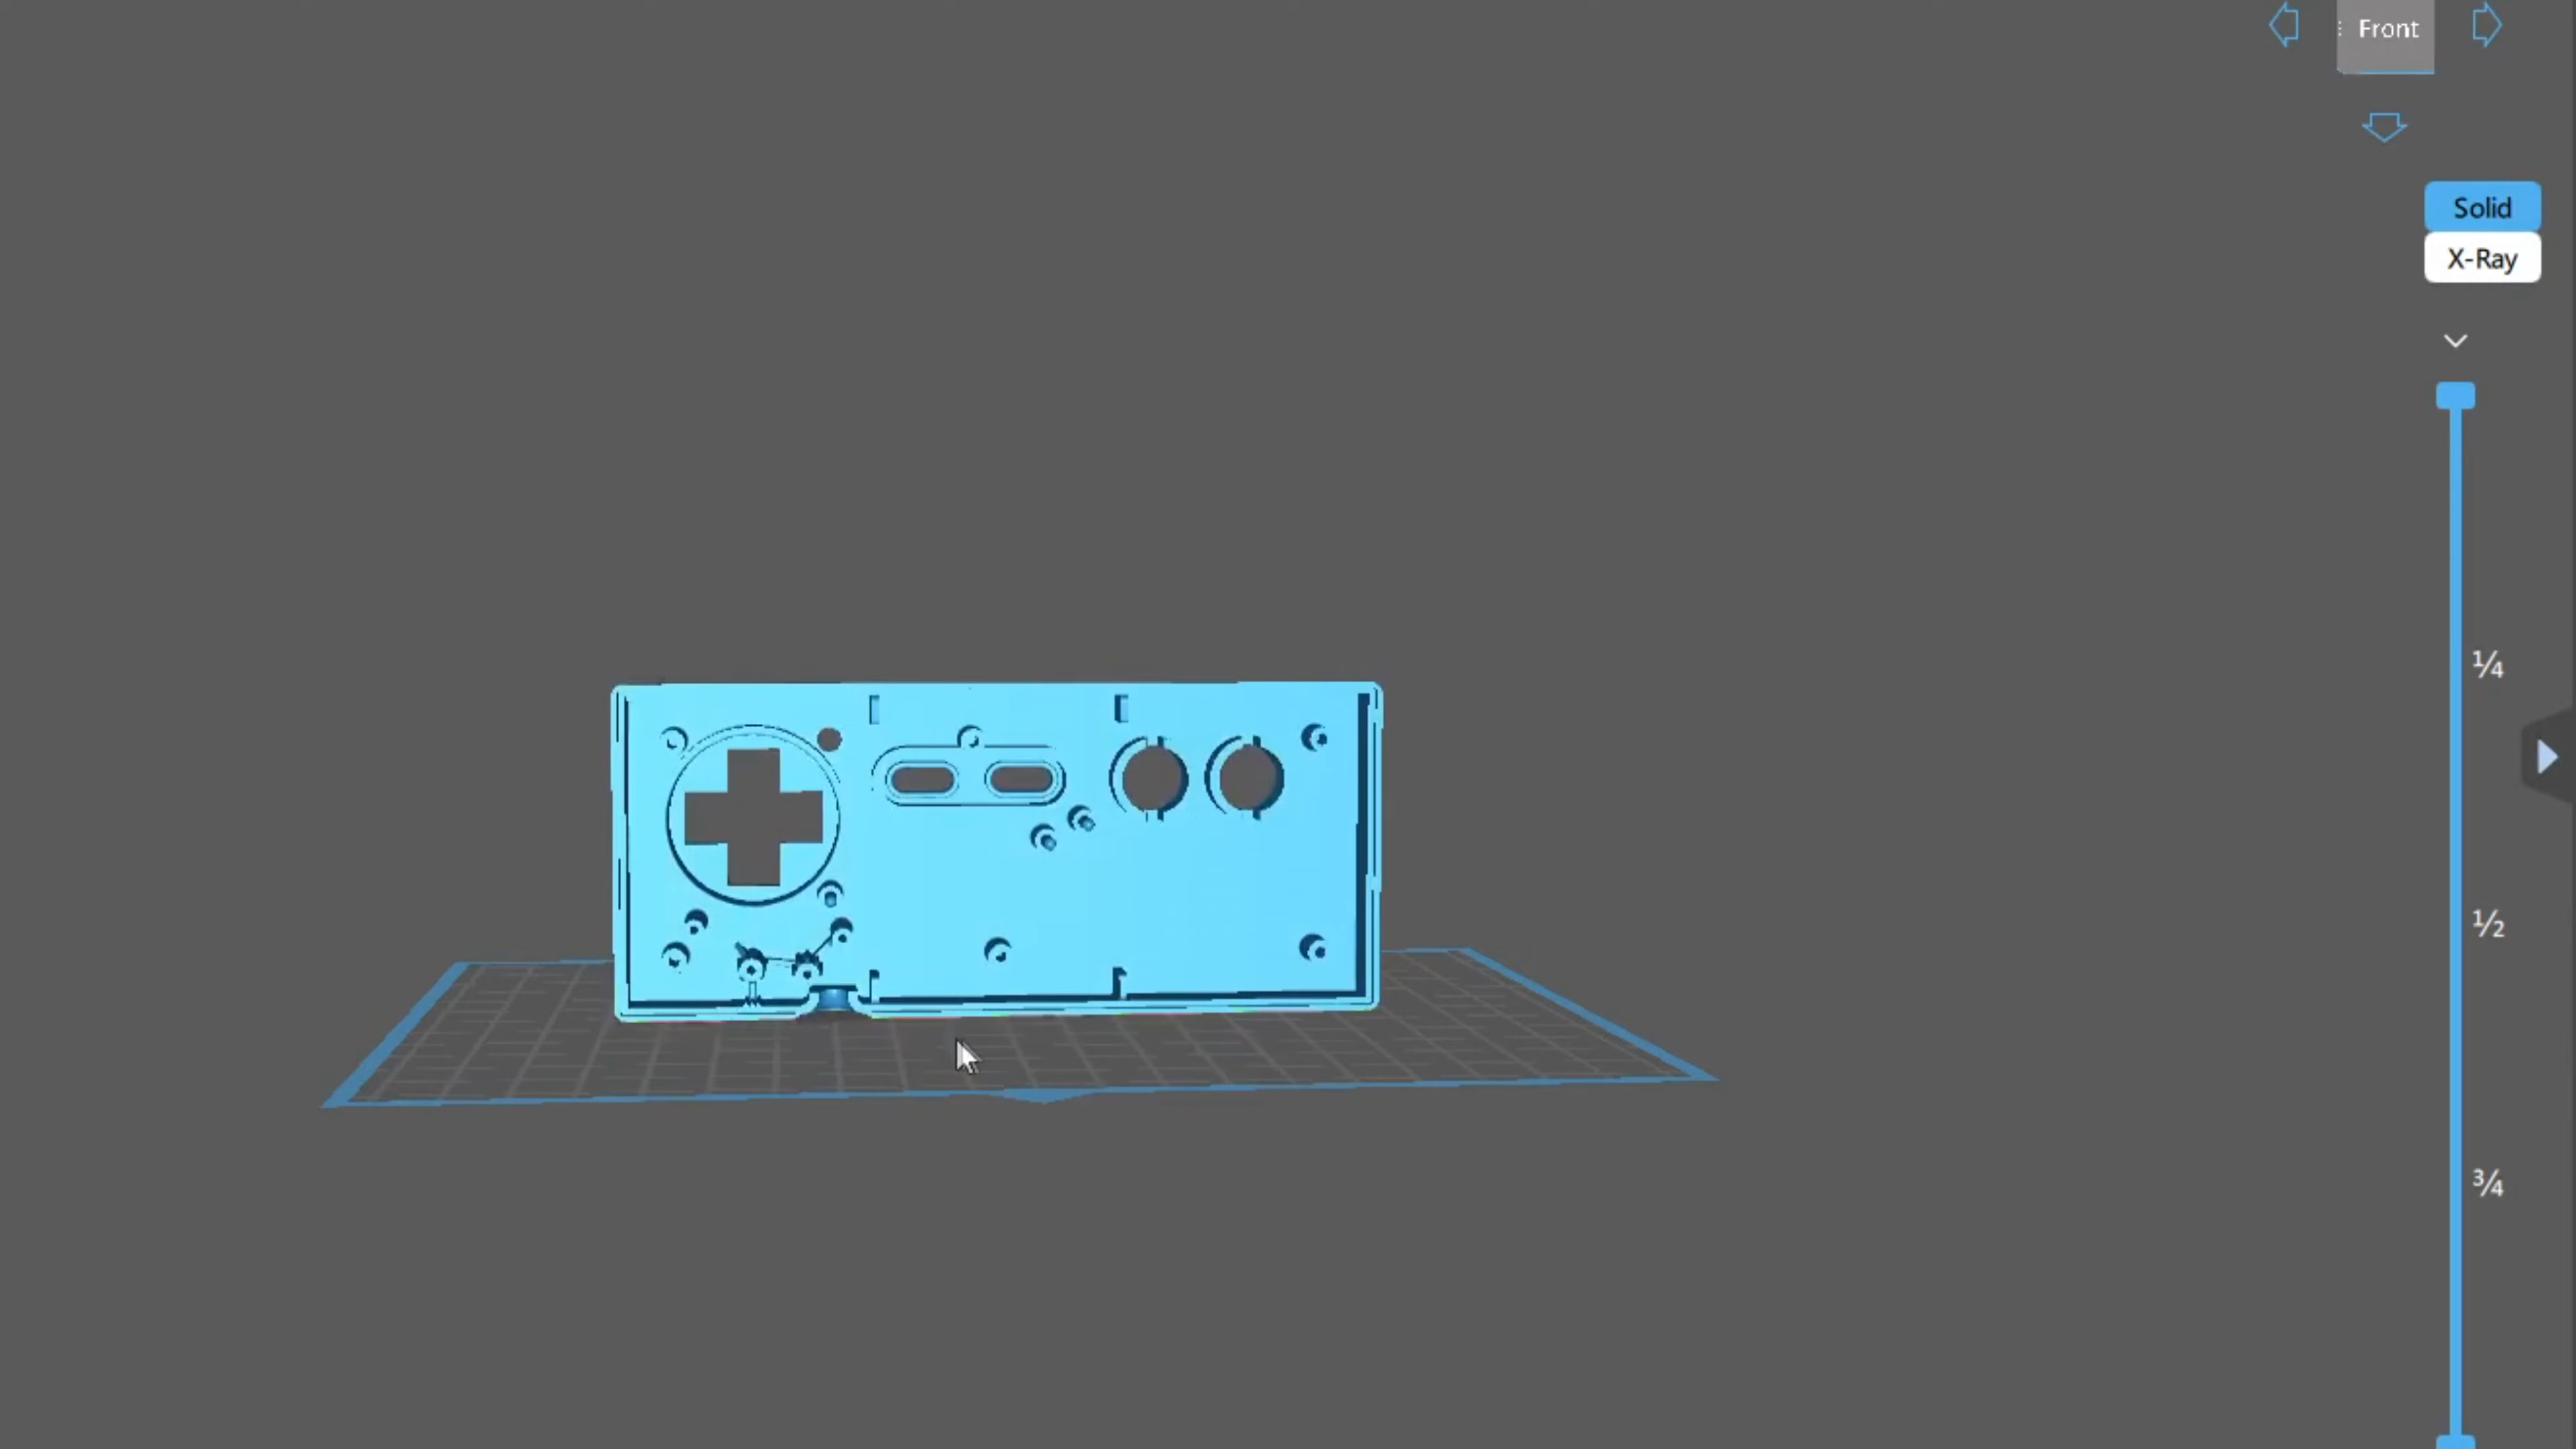 Front
Solid
X-Ray
¼
½
¾